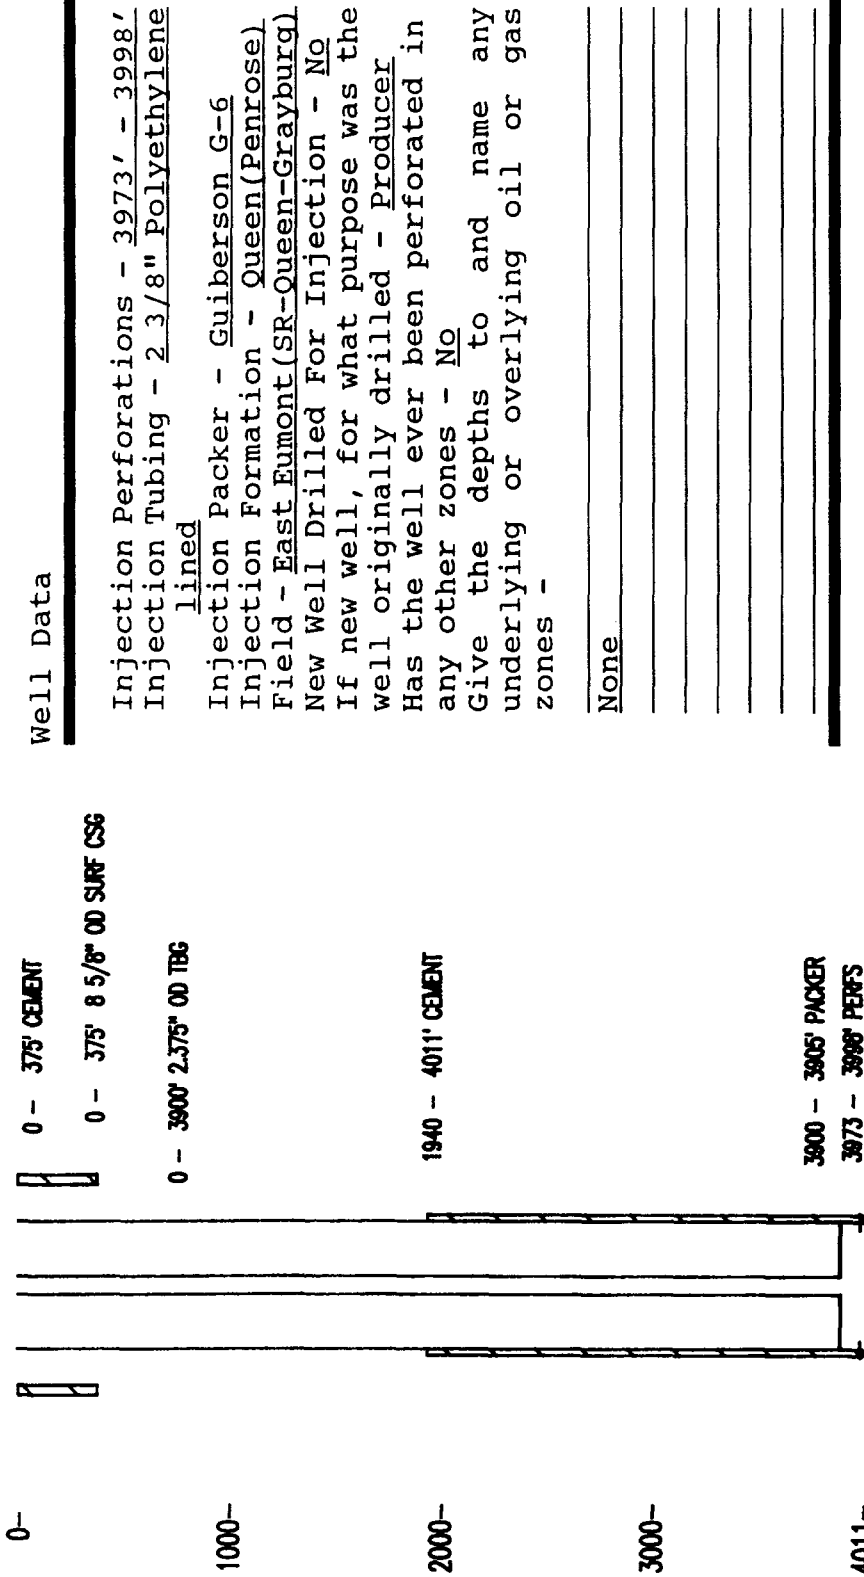 Well Data
Injection Perforations - 3973' - 3998'
Injection Tubing - 2 3/8" Polyethylene
lined
Injection Packer - Guiberson G-6
Injection Formation - Queen(Penrose)
Field - East Eumont(SR-Queen-Grayburg)
New Well Drilled For Injection - No
If new well, for what purpose was the
well originally drilled - Producer
Has the well ever been perforated in
any other zones - No
Give the depths to and name any
underlying or overlying oil or gas
zones -
None
0 - 375' CEMENT
0 - 375' 8 5/8" OD SURF CSG
0 - 3900' 2.375" OD TBG
1940 - 4011' CEMENT
3900 - 3905' PACKER
3973 - 3998' PERFS
0-
1000-
2000-
3000-
4011-